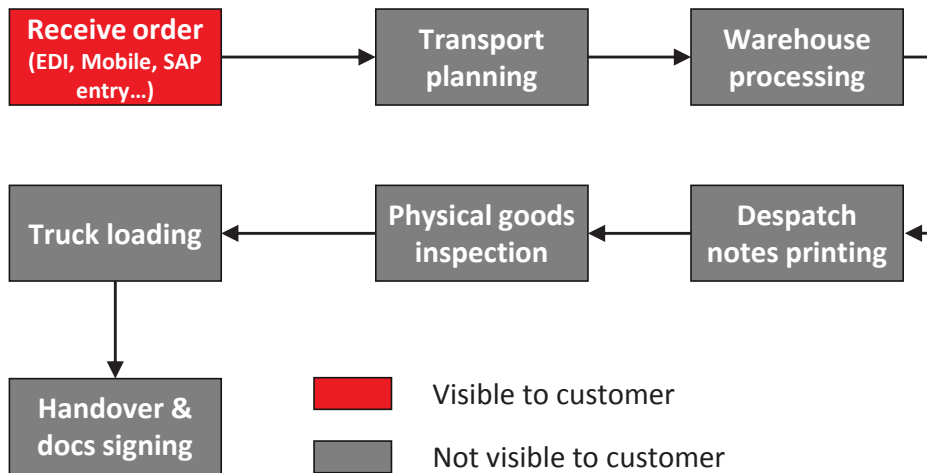 Receive order
(EDI, Mobile, SAP
entry...)
Transport
planning
Warehouse
processing
Despatch
notes printing
Physical goods
inspection
Truck loading
Handover &
docs signing
Visible to customer
Not visible to customer